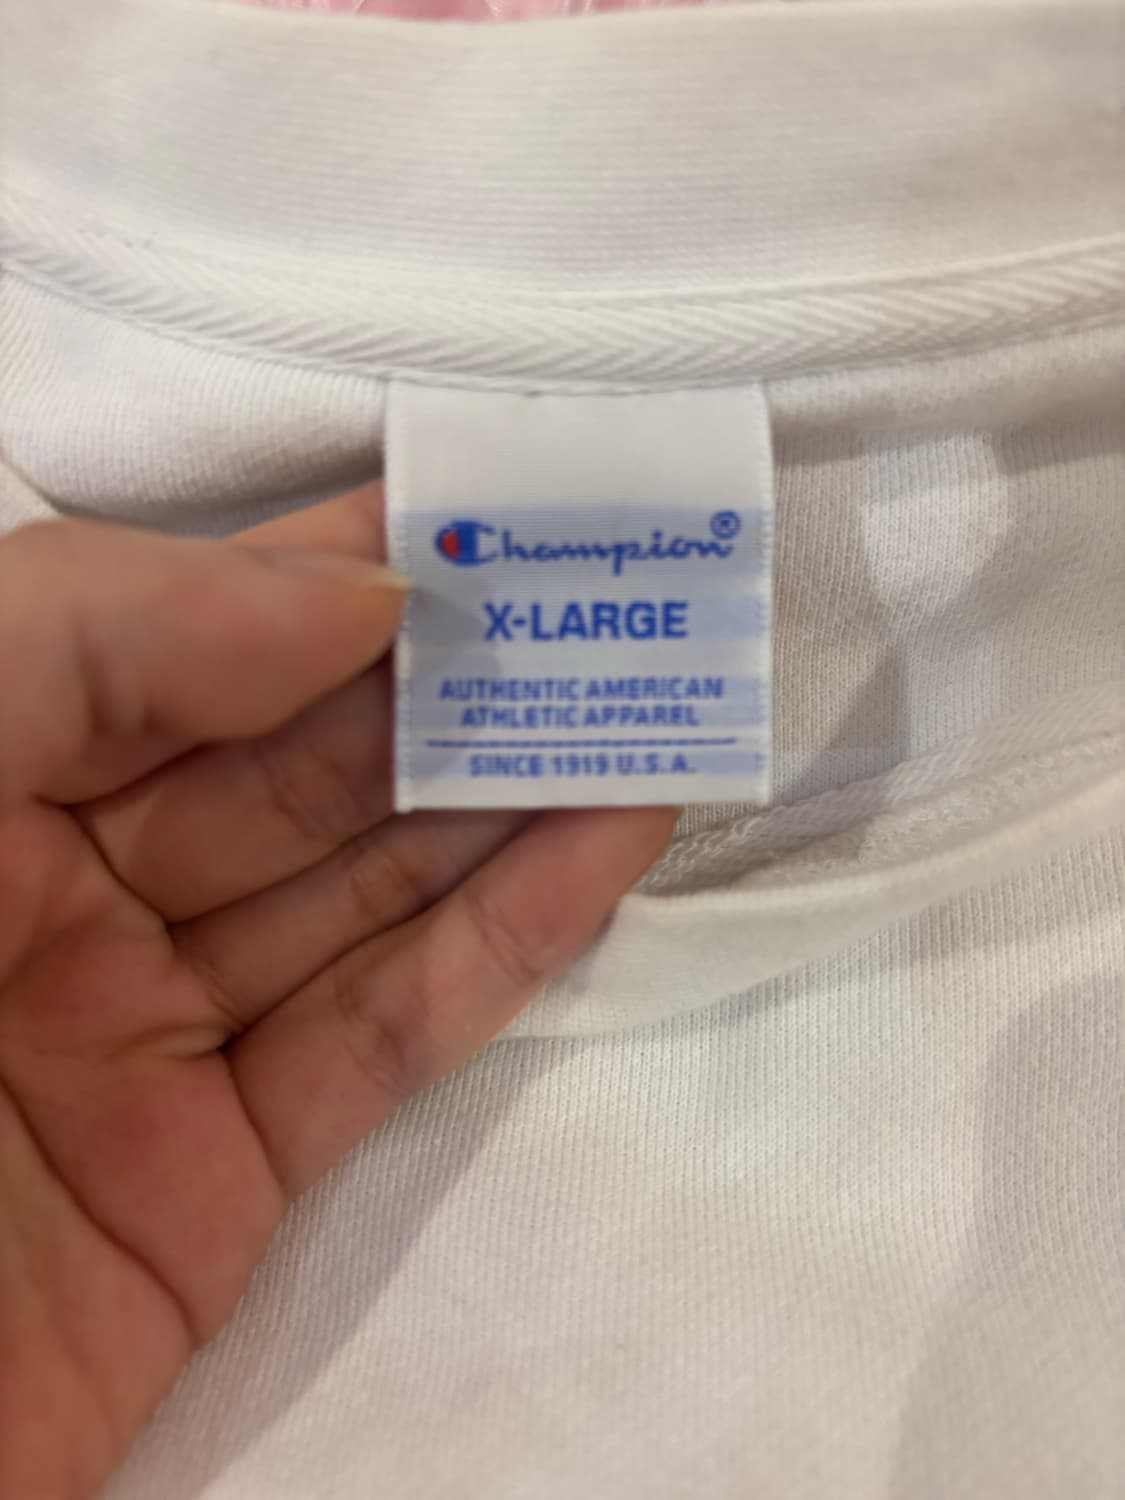 Champion®
X-LARGE
AUTHENTIC AMERICAN
ATHLETIC APPAREL
SINCE 1919 U.S.A.